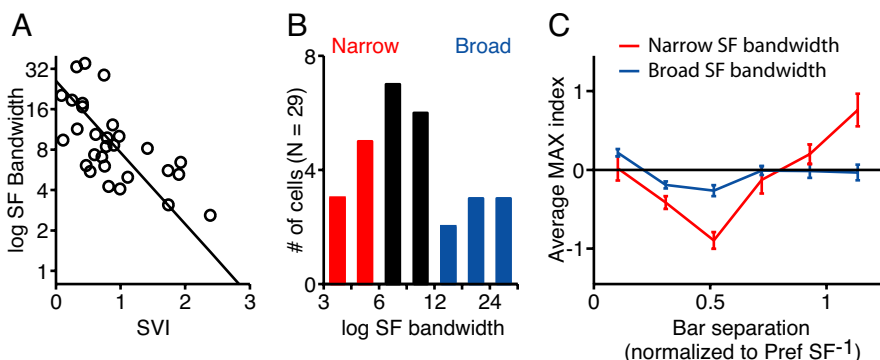 A
log SF Bandwidth
32
16
8
4
2
1
0
1
2
3
SVI
B
Narrow
Broad
# of cells (N = 29)
8
4
0
3
6
12
24
log SF bandwidth
C
Narrow SF bandwidth
Broad SF bandwidth
Average MAX index
1
0
-1
0
0.5
1
Bar separation
(normalized to Pref SF-1)